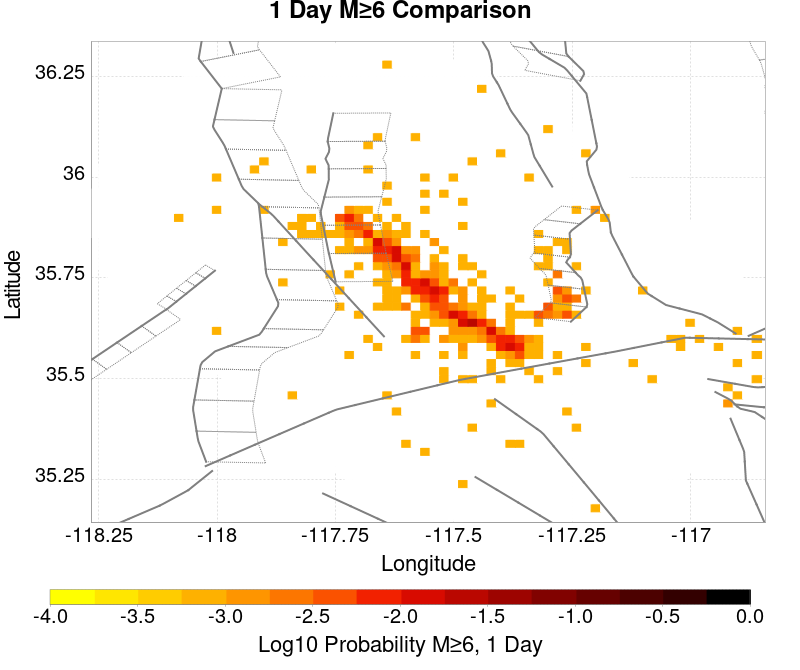 1 Day M≥6 Comparison
36.25
36
35.75
35.5
35.25
Latitude
-118.25 -118 -117.75 -117.5 -117.25 -117
Longitude
-4.0 -3.5 -3.0 -2.5 -2.0 -1.5 -1.0 -0.5 0.0
Log10 Probability M≥6, 1 Day